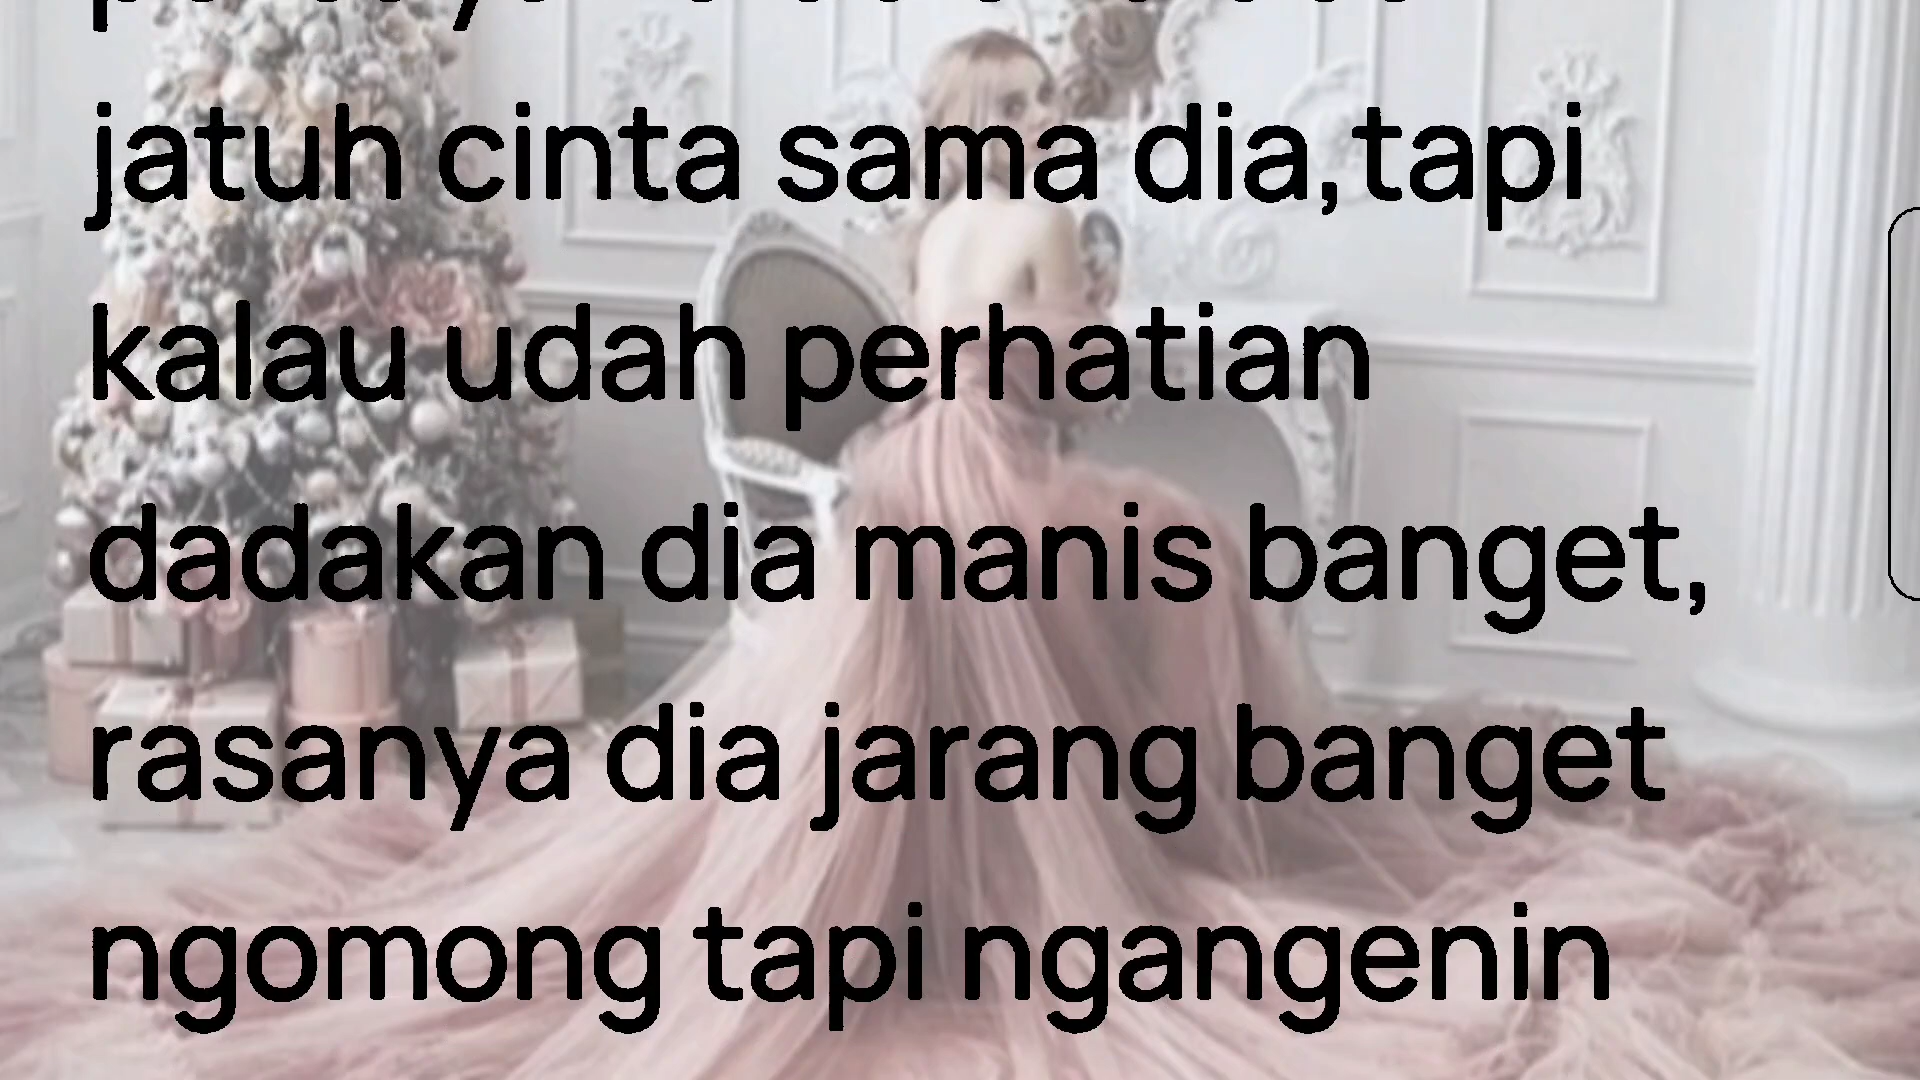 jatuh cinta sama dia,tapi
kalau udah perhatian
dadakan dia manis banget,
rasanya dia jarang banget
ngomong tapi ngangenin